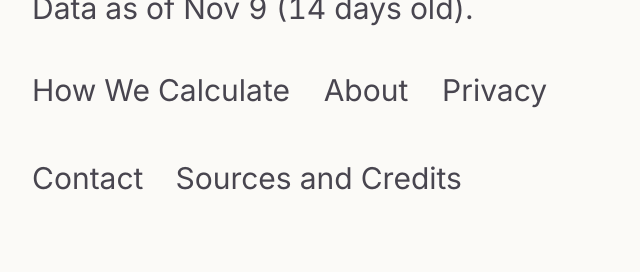 Data as of Nov 9 (14 days old).
How We Calculate About Privacy
Contact Sources and Credits